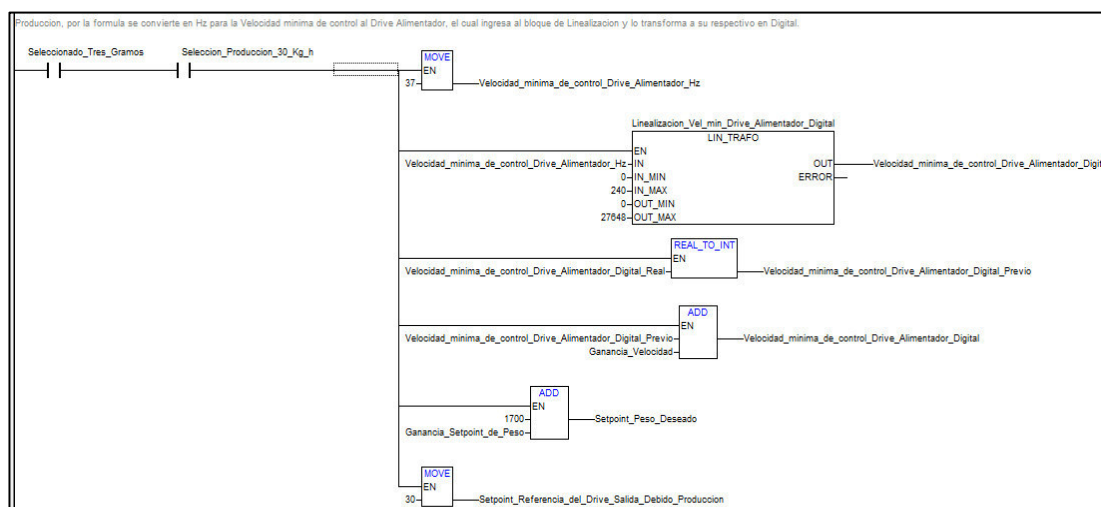 Produccion, por la formula se convierte en Hz para la Velocidad minima de control al Drive Alimentador, el cual ingresa al bloque de Linealizacion y lo transforma a su respectivo en Digital.
Seleccionado_Tres_Gramos
Seleccion_Produccion_30_Kg_h
MOVE
EN
37
Velocidad_minima_de_control_Drive_Alimentador_Hz
Linealizacion_Vel_min_Drive_Alimentador_Digital
LIN_TRAFO
EN
Velocidad_minima_de_control_Drive_Alimentador_Hz
IN
OUT
Velocidad_minima_de_control_Drive_Alimentador_Digit
0
IN_MIN
ERROR
240
IN_MAX
0
OUT_MIN
27648
OUT_MAX
REAL_TO_INT
EN
Velocidad_minima_de_control_Drive_Alimentador_Digital_Real
Velocidad_minima_de_control_Drive_Alimentador_Digital_Previo
ADD
EN
Velocidad_minima_de_control_Drive_Alimentador_Digital_Previo
Velocidad_minima_de_control_Drive_Alimentador_Digital
Ganancia_Velocidad
ADD
EN
1700
Setpoint_Peso_Deseado
Ganancia_Setpoint_de_Peso
MOVE
EN
30
Setpoint_Referencia_del_Drive_Salida_Debido_Produccion